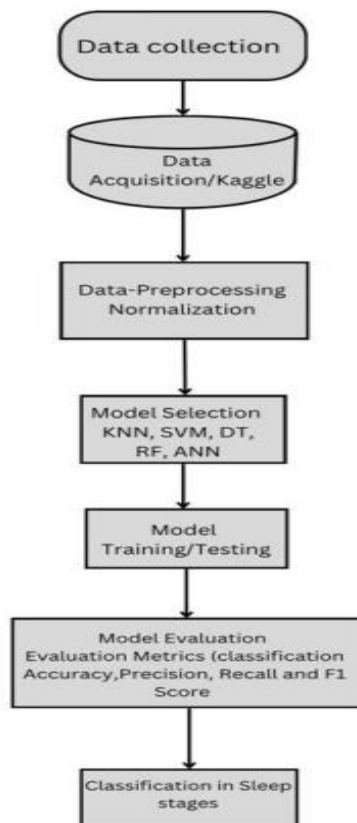 Data collection
Data
Acquisition/Kaggle
Data-Preprocessing
Normalization
Model Selection
KNN, SVM, DT,
RF, ANN
Model
Training/Testing
Model Evaluation
Evaluation Metrics (classification
Accuracy,Precision, Recall and F1
Score
Classification in Sleep
stages